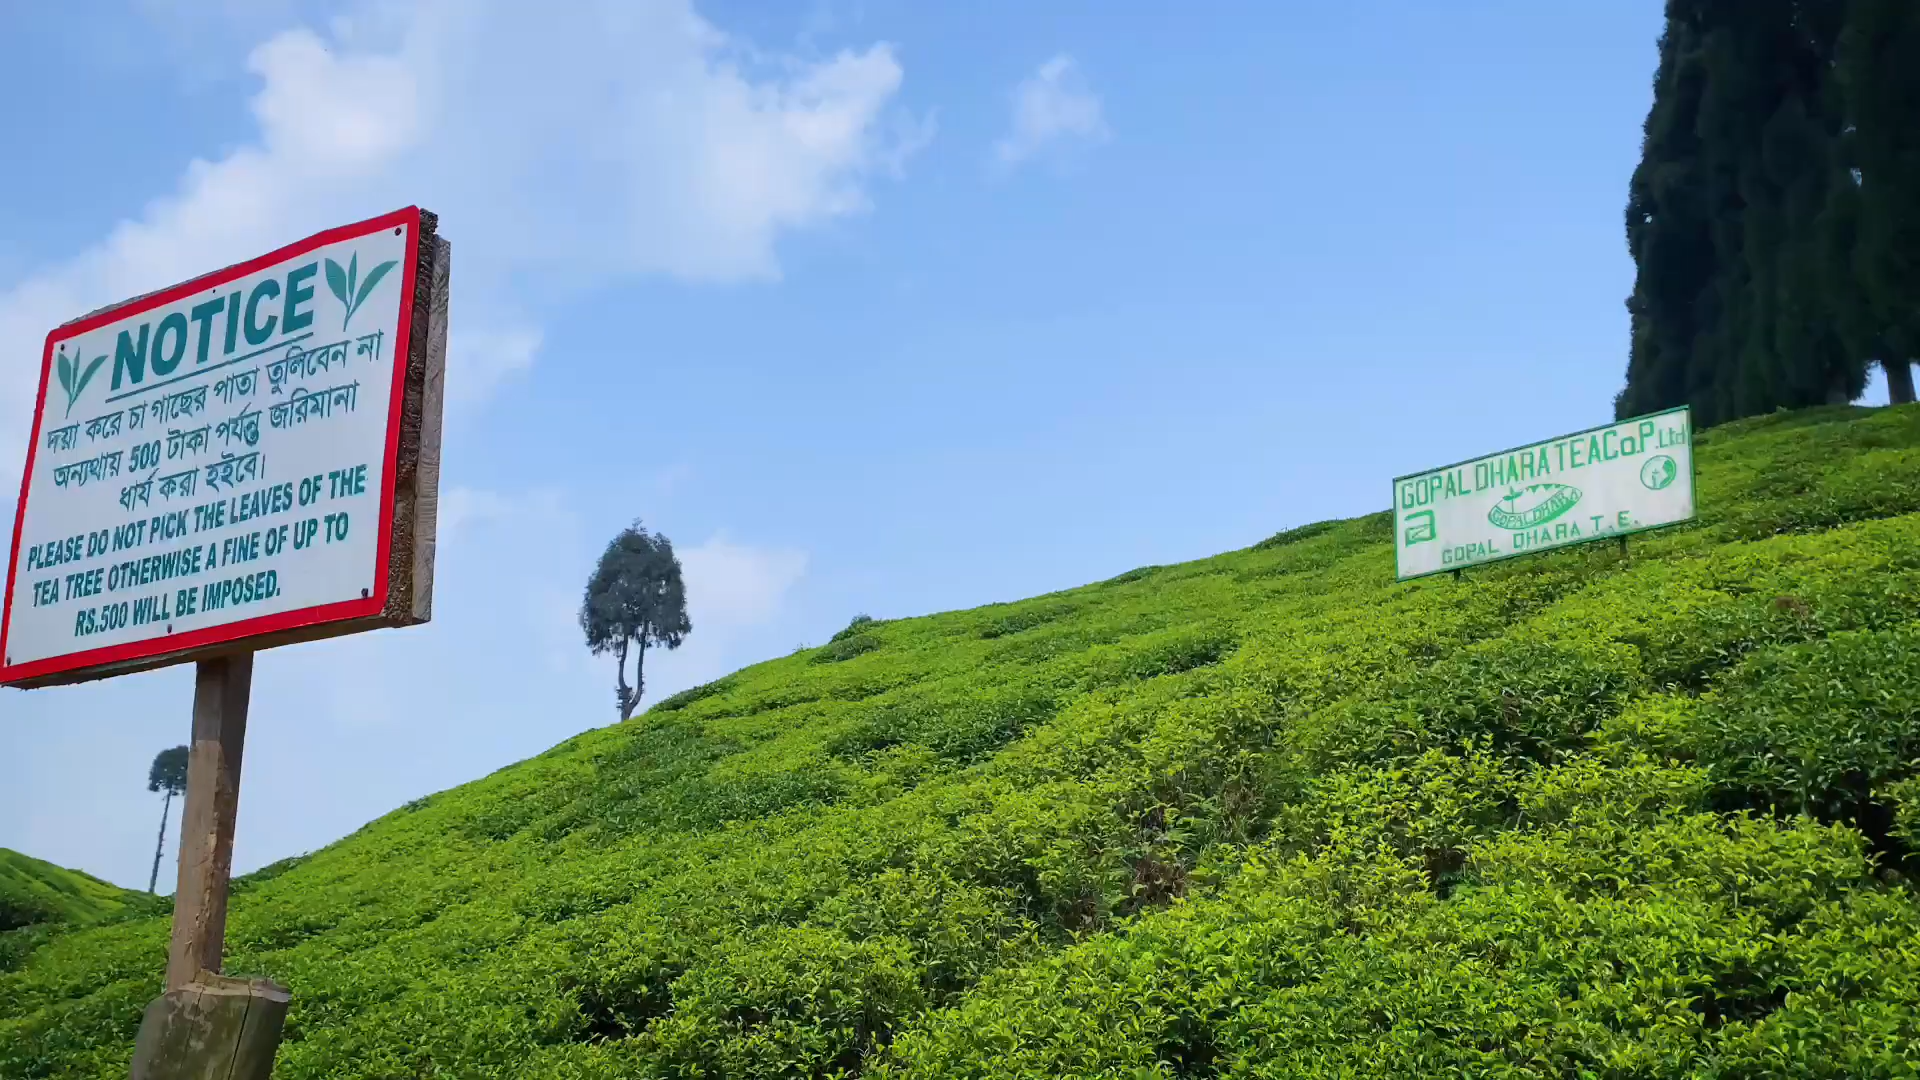 NOTICE
দয়া করে চা গাছের পাতা তুলিবেন না
অন্যথায় 500 টাকা পর্যন্ত জরিমানা
ধার্য করা হইবে।
PLEASE DO NOT PICK THE LEAVES OF THE
TEA TREE OTHERWISE A FINE OF UP TO
RS.500 WILL BE IMPOSED.
GOPAL DHARA TEA Co.P.Ltd
GOPAL DHARA
GOPAL DHARA T.E.